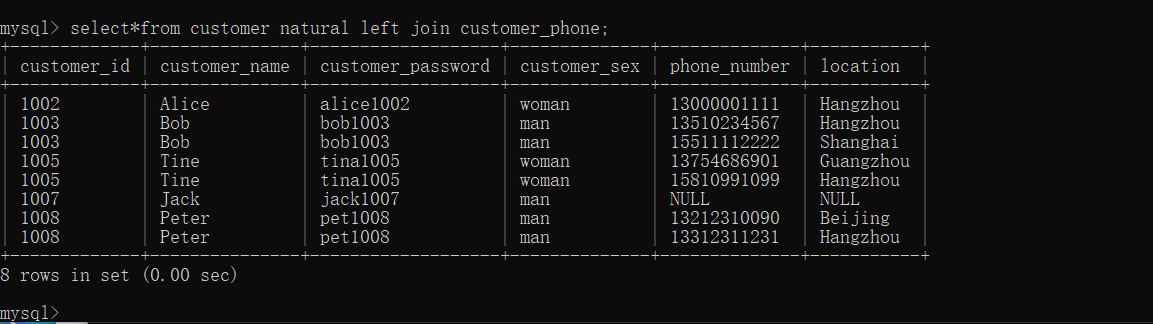 mysql> select*from customer natural left join customer_phone;
+-------------+---------------+-------------------+--------------+--------------+-----------+
| customer_id | customer_name | customer_password | customer_sex | phone_number | location  |
+-------------+---------------+-------------------+--------------+--------------+-----------+
| 1002        | Alice         | alice1002         | woman        | 13000001111  | Hangzhou  |
| 1003        | Bob           | bob1003           | man          | 13510234567  | Hangzhou  |
| 1003        | Bob           | bob1003           | man          | 15511112222  | Shanghai  |
| 1005        | Tine          | tina1005          | woman        | 13754686901  | Guangzhou |
| 1005        | Tine          | tina1005          | woman        | 15810991099  | Hangzhou  |
| 1007        | Jack          | jack1007          | man          | NULL         | NULL      |
| 1008        | Peter         | pet1008           | man          | 13212310090  | Beijing   |
| 1008        | Peter         | pet1008           | man          | 13312311231  | Hangzhou  |
+-------------+---------------+-------------------+--------------+--------------+-----------+
8 rows in set (0.00 sec)
mysql>